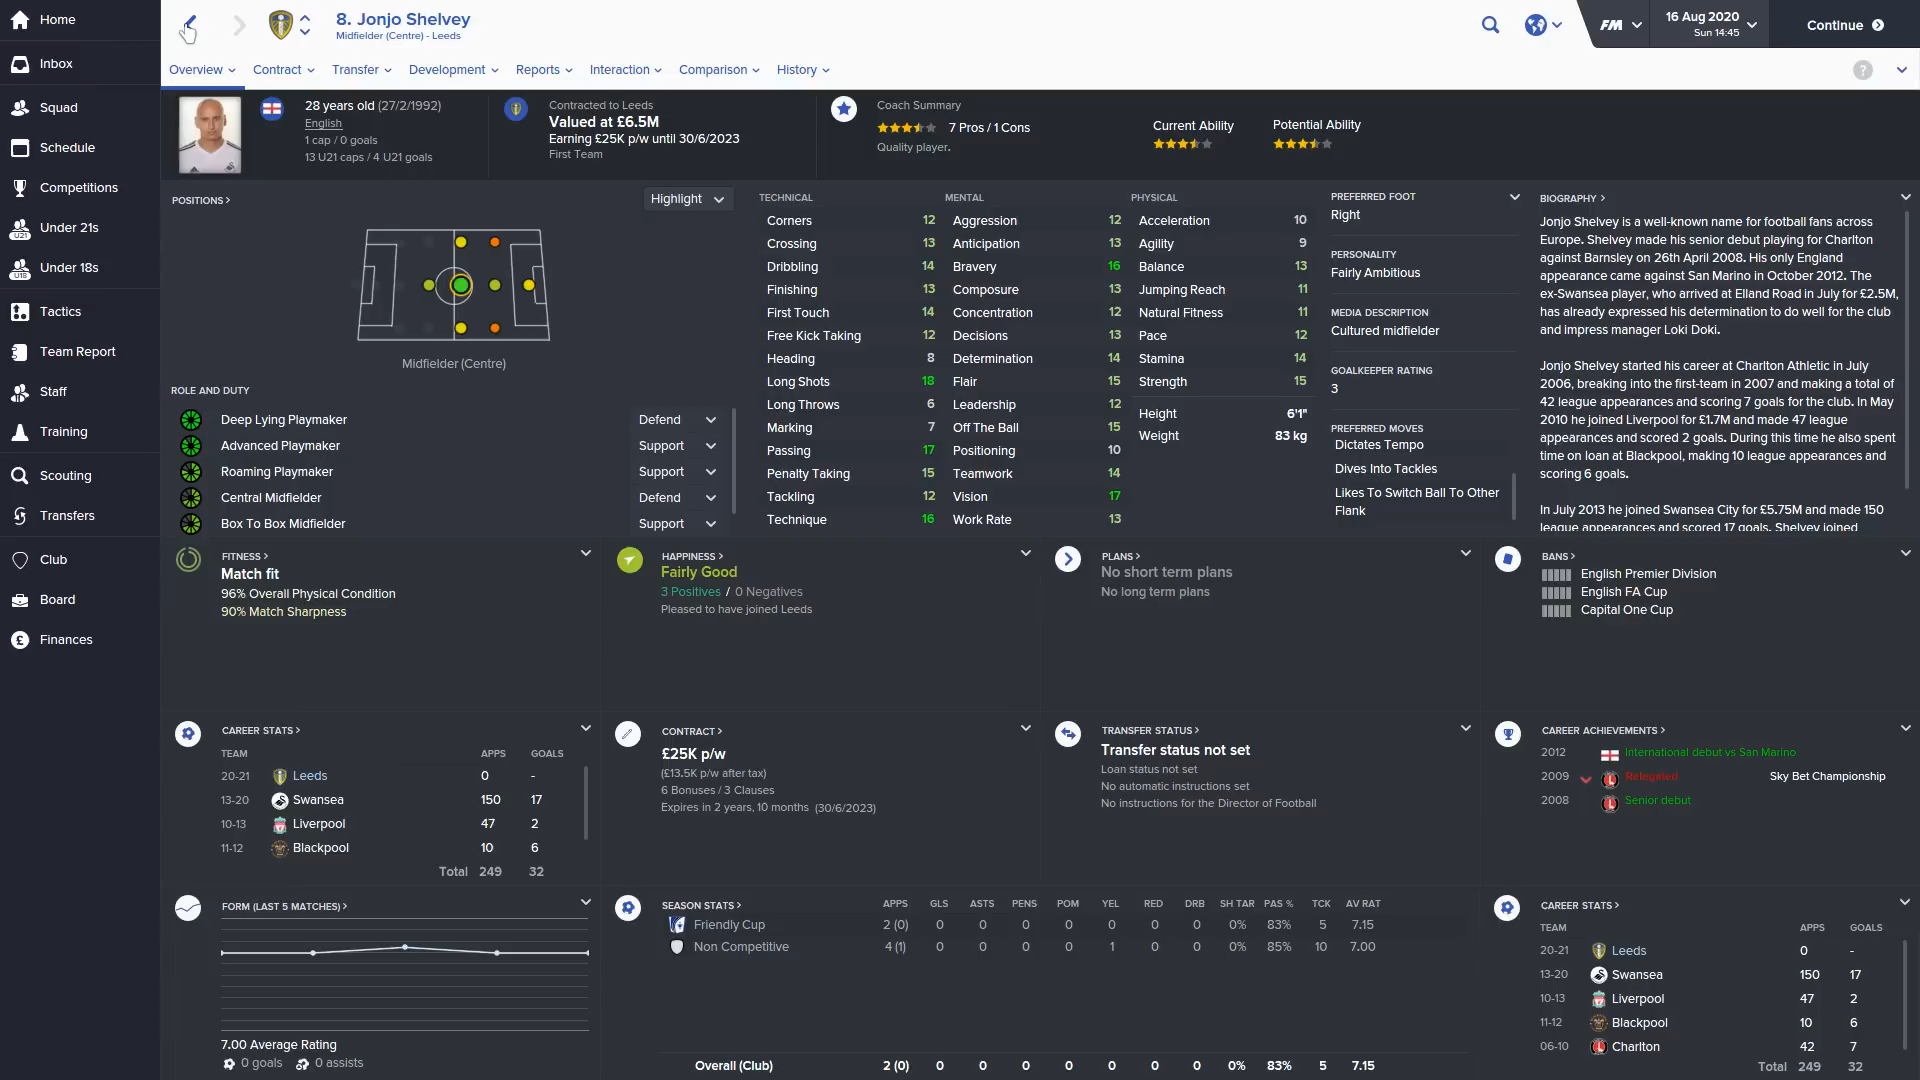 Home
Inbox
Squad
Schedule
Competitions
Under 21s
Under 18s
Tactics
Team Report
Staff
Training
Scouting
Transfers
Club
Board
Finances
8. Jonjo Shelvey
Midfielder (Centre) - Leeds
FM
16 Aug 2020
Sun 14:45
Continue
Overview Contract Transfer Development Reports Interaction Comparison History
28 years old (27/2/1992)
English
1 cap / 0 goals
13 U21 caps / 4 U21 goals
Contracted to Leeds
Valued at £6.5M
Earning £25K p/w until 30/6/2023
First Team
Coach Summary
7 Pros / 1 Cons
Quality player.
Current Ability
Potential Ability
POSITIONS >
Highlight
Midfielder (Centre)
ROLE AND DUTY
Deep Lying Playmaker Defend
Advanced Playmaker Support
Roaming Playmaker Support
Central Midfielder Defend
Box To Box Midfielder Support
TECHNICAL
Corners 12
Crossing 13
Dribbling 14
Finishing 13
First Touch 14
Free Kick Taking 12
Heading 8
Long Shots 18
Long Throws 6
Marking 7
Passing 17
Penalty Taking 15
Tackling 12
Technique 16
MENTAL
Aggression 12
Anticipation 13
Bravery 16
Composure 13
Concentration 12
Decisions 13
Determination 14
Flair 15
Leadership 12
Off The Ball 15
Positioning 10
Teamwork 14
Vision 17
Work Rate 13
PHYSICAL
Acceleration 10
Agility 9
Balance 13
Jumping Reach 11
Natural Fitness 11
Pace 12
Stamina 14
Strength 15
Height 6'1"
Weight 83 kg
PREFERRED FOOT
Right
PERSONALITY
Fairly Ambitious
MEDIA DESCRIPTION
Cultured midfielder
GOALKEEPER RATING
3
PREFERRED MOVES
Dictates Tempo
Dives Into Tackles
Likes To Switch Ball To Other
Flank
BIOGRAPHY >
Jonjo Shelvey is a well-known name for football fans across
Europe. Shelvey made his senior debut playing for Charlton
against Barnsley on 26th April 2008. His only England
appearance came against San Marino in October 2012. The
ex-Swansea player, who arrived at Elland Road in July for £2.5M,
has already expressed his determination to do well for the club
and impress manager Loki Doki.
Jonjo Shelvey started his career at Charlton Athletic in July
2006, breaking into the first-team in 2007 and making a total of
42 league appearances and scoring 7 goals for the club. In May
2010 he joined Liverpool for £1.7M and made 47 league
appearances and scored 2 goals. During this time he also spent
time on loan at Blackpool, making 10 league appearances and
scoring 6 goals.
In July 2013 he joined Swansea City for £5.75M and made 150
league appearances and scored 17 goals. Shelvey joined
FITNESS >
Match fit
96% Overall Physical Condition
90% Match Sharpness
HAPPINESS >
Fairly Good
3 Positives / 0 Negatives
Pleased to have joined Leeds
PLANS >
No short term plans
No long term plans
BANS >
English Premier Division
English FA Cup
Capital One Cup
CAREER STATS >
TEAM APPS GOALS
20-21 Leeds 0 -
13-20 Swansea 150 17
10-13 Liverpool 47 2
11-12 Blackpool 10 6
Total 249 32
CONTRACT >
£25K p/w
(£13.5K p/w after tax)
6 Bonuses / 3 Clauses
Expires in 2 years, 10 months (30/6/2023)
TRANSFER STATUS >
Transfer status not set
Loan status not set
No automatic instructions set
No instructions for the Director of Football
CAREER ACHIEVEMENTS >
2012 International debut vs San Marino
2009 Relegated Sky Bet Championship
2008 Senior debut
FORM (LAST 5 MATCHES) >
7.00 Average Rating
0 goals 0 assists
SEASON STATS > APPS GLS ASTS PENS POM YEL RED DRB SH TAR PAS % TCK AV RAT
Friendly Cup 2 (0) 0 0 0 0 0 0 0 0% 83% 5 7.15
Non Competitive 4 (1) 0 0 0 0 1 0 0 0% 85% 10 7.00
Overall (Club) 2 (0) 0 0 0 0 0 0 0 0% 83% 5 7.15
CAREER STATS >
TEAM APPS GOALS
20-21 Leeds 0 -
13-20 Swansea 150 17
10-13 Liverpool 47 2
11-12 Blackpool 10 6
06-10 Charlton 42 7
Total 249 32